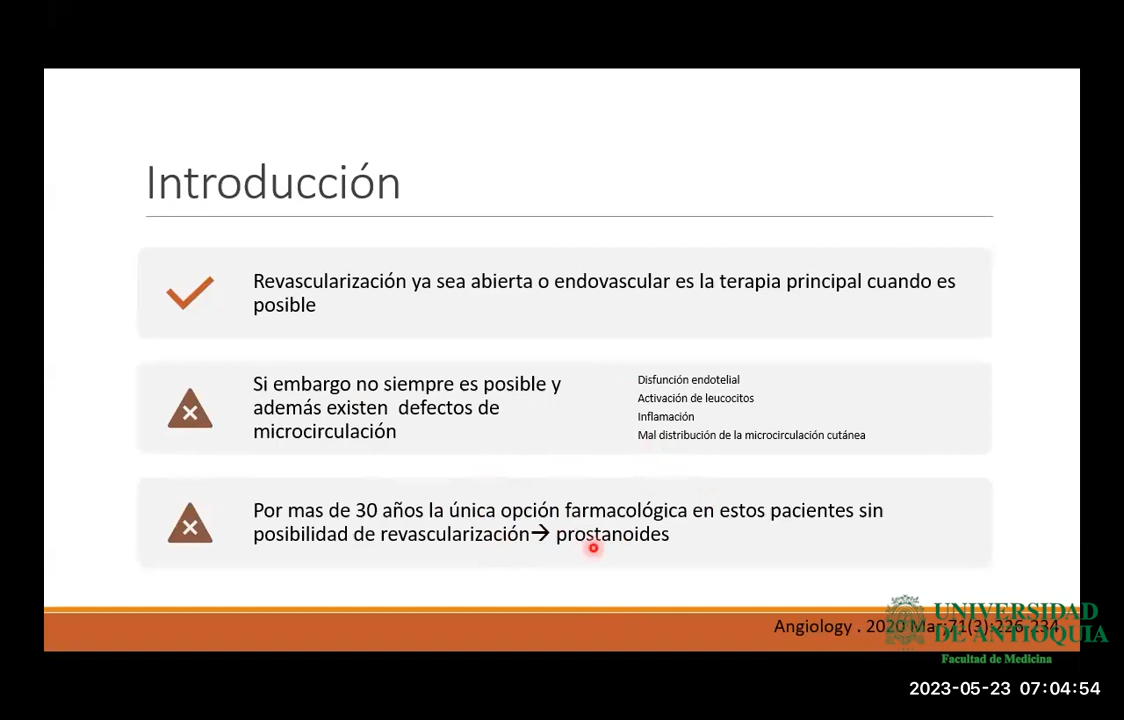 Introducción
Revascularización ya sea abierta o endovascular es la terapia principal cuando es
posible
Si embargo no siempre es posible y
además existen defectos de
microcirculación
Disfunción endotelial
Activación de leucocitos
Inflamación
Mal distribución de la microcirculación cutánea
Por mas de 30 años la única opción farmacológica en estos pacientes sin
posibilidad de revascularización→ prostanoides
Angiology . 2020 Mar;71(3):226-234
UNIVERSIDAD
DE ANTIOQUIA
Facultad de Medicina
2023-05-23 07:04:54